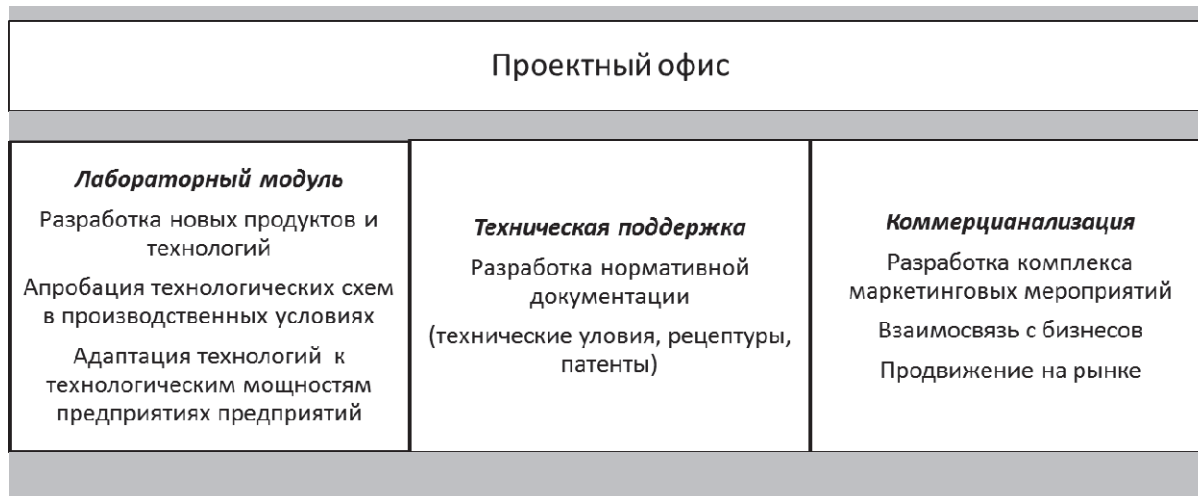 Проектный офис
Лабораторный модуль
Разработка новых продуктов и
технологий
Апробация технологических схем
в производственных условиях
Адаптация технологий к
технологическим мощностям
предприятиях предприятий
Техническая поддержка
Разработка нормативной
документации
(технические уловия, рецептуры,
патенты)
Коммерцианализация
Разработка комплекса
маркетинговых мероприятий
Взаимосвязь с бизнесов
Продвижение на рынке